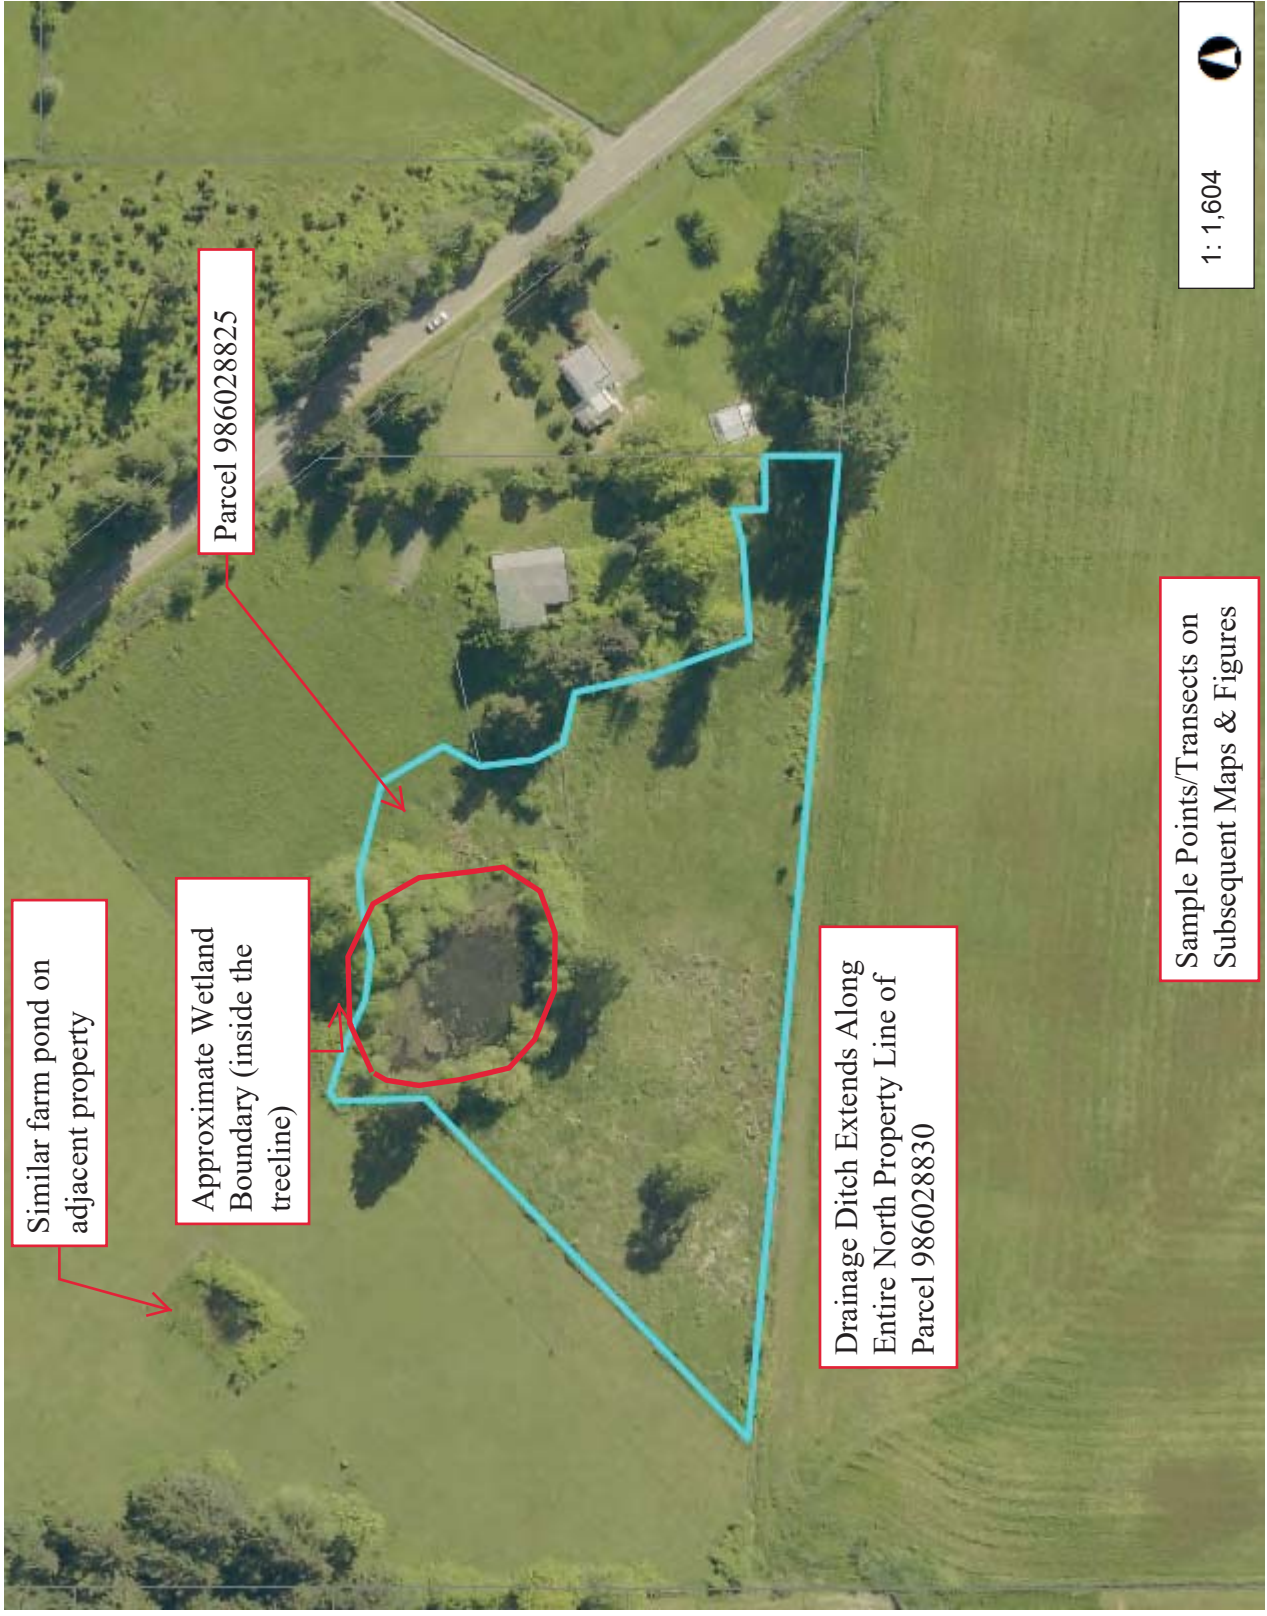 Similar farm pond on
adjacent property
Approximate Wetland
Boundary (inside the
treeline)
Parcel 986028825
Drainage Ditch Extends Along
Entire North Property Line of
Parcel 986028830
Sample Points/Transects on
Subsequent Maps & Figures
1: 1,604